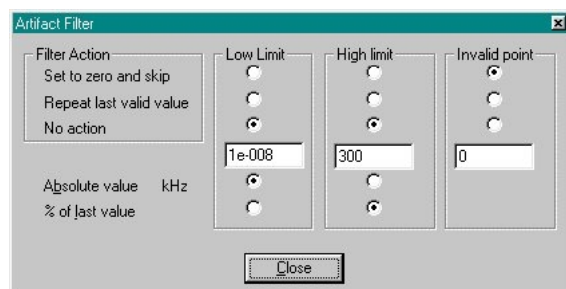 Artifact Filter
Filter Action Low Limit High limit Invalid point
Set to zero and skip
Repeat last valid value
No action
1e-008 300 0
Absolute value kHz
% of last value
Close